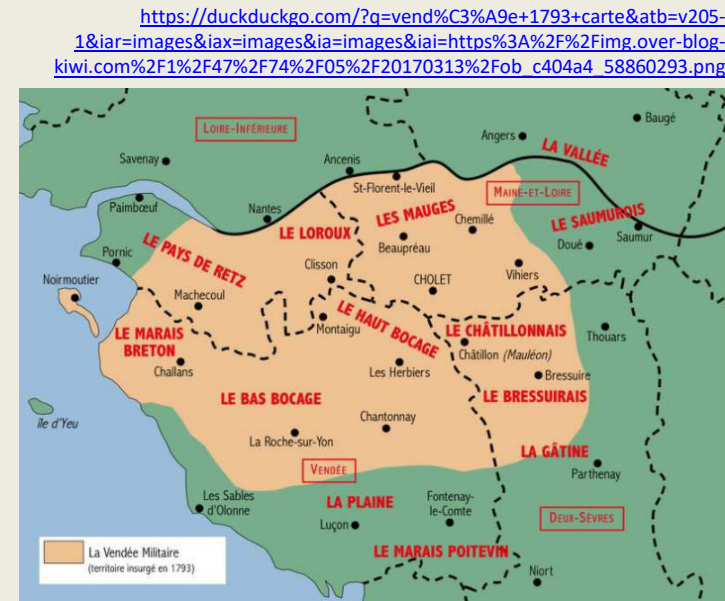 https://duckduckgo.com/?q=vend%C3%A9e+1793+carte&atb=v205-
1&iar=images&iax=images&ia=images&iai=https%3A%2F%2Fimg.over-blog-
kiwi.com%2F1%2F47%2F74%2F05%2F20170313%2Fob_c404a4_58860293.png
Baugé
LOIRE-INFÉRIEURE
Angers
LA VALLÉE
Savenay
Ancenis
St-Florent-le-Vieil
MAINE-ET-LOIRE
Paimbœuf
Nantes
LES MAUGES
Chemillé
LE SAUMUROIS
LE LOROUX
Beaupréau
Doué
Saumur
Pornic
LE PAYS DE RETZ
Clisson
Vihiers
Noirmoutier
CHOLET
Machecoul
LE HAUT BOCAGE
Montaigu
LE MARAIS
BRETON
LE CHÂTILLONNAIS
Thouars
Châtillon (Mauléon)
Challans
Les Herbiers
Bressuire
LE BAS BOCAGE
LE BRESSUIRAIS
île d'Yeu
Chantonnay
La Roche-sur-Yon
LA GÂTINE
VENDÉE
Parthenay
Les Sables
d'Olonne
LA PLAINE
Fontenay-
le-Comte
Luçon
DEUX-SÈVRES
La Vendée Militaire
(territoire insurgé en 1793)
LE MARAIS POITEVIN
Niort